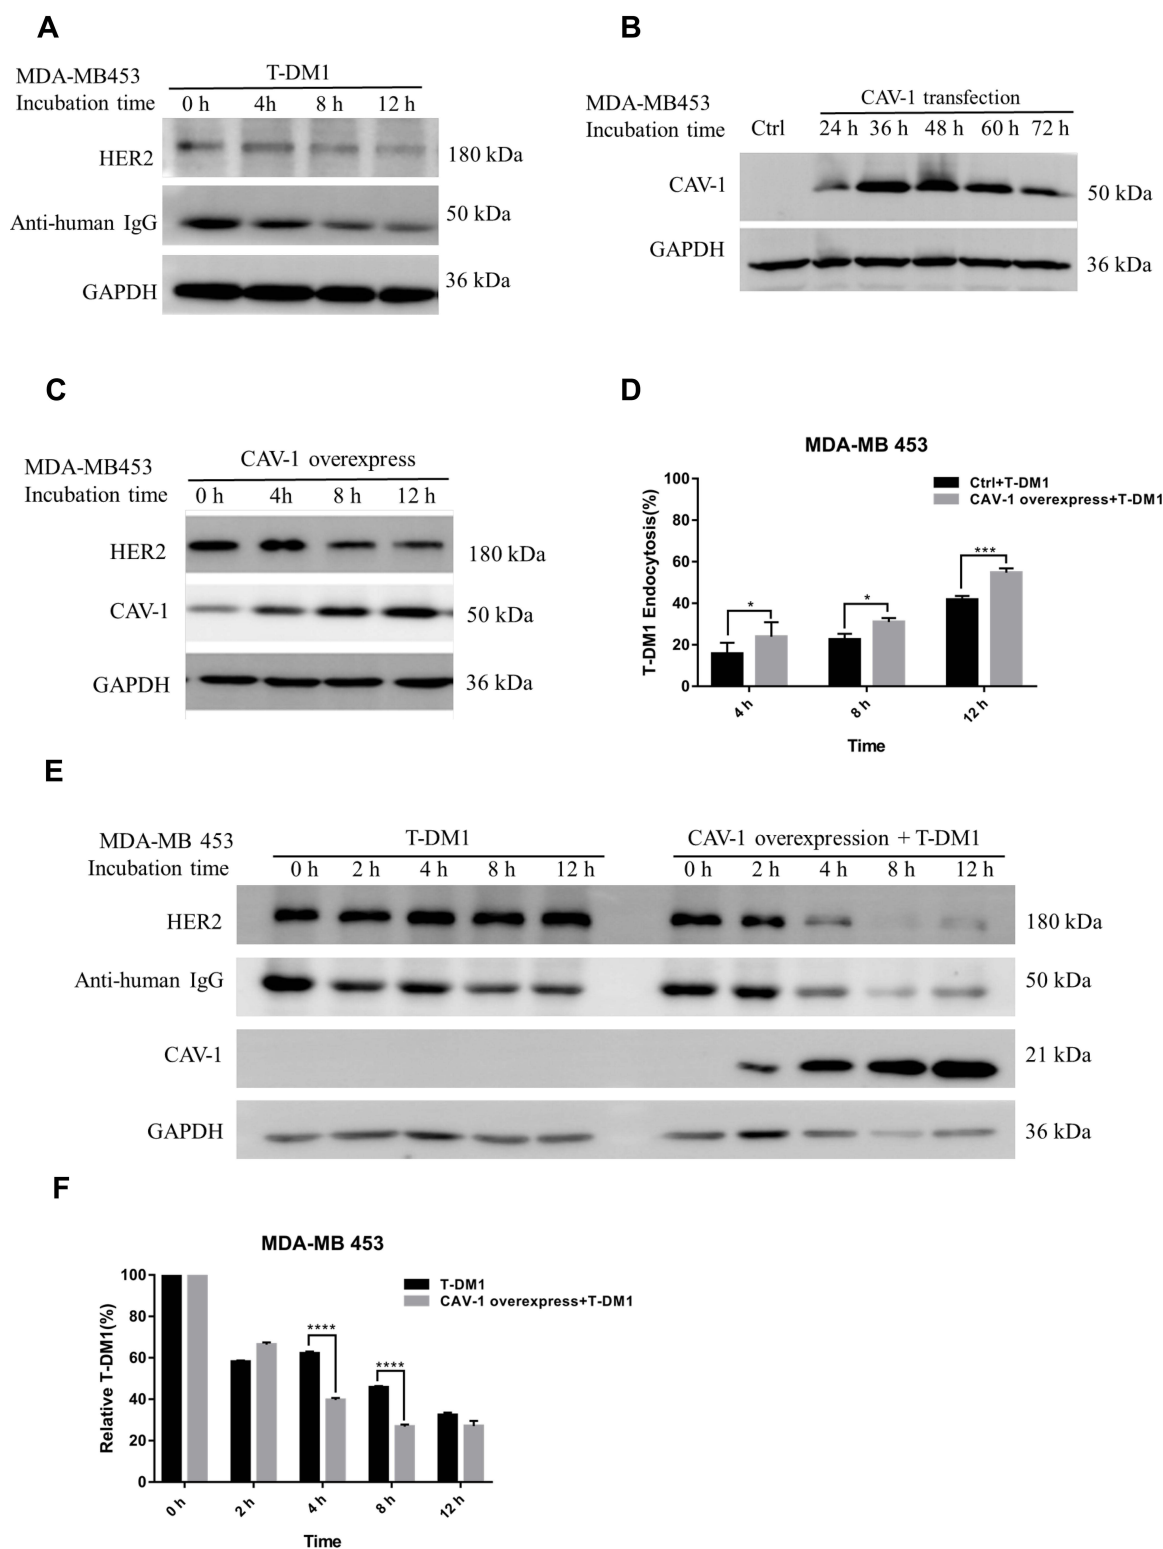 A
MDA-MB453
T-DM1
Incubation time
0 h 4h 8 h 12 h
HER2
180 kDa
Anti-human IgG
50 kDa
GAPDH
36 kDa
B
MDA-MB453
CAV-1 transfection
Incubation time
Ctrl 24 h 36 h 48 h 60 h 72 h
CAV-1
50 kDa
GAPDH
36 kDa
C
MDA-MB453
CAV-1 overexpress
Incubation time
0 h 4h 8 h 12 h
HER2
180 kDa
CAV-1
50 kDa
GAPDH
36 kDa
D
MDA-MB 453
T-DM1 Endocytosis(%)
100
80
60
40
20
0
Ctrl+T-DM1
CAV-1 overexpress+T-DM1
*
*
***
4 h 8 h 12 h
Time
E
MDA-MB 453
T-DM1
CAV-1 overexpression + T-DM1
Incubation time
0 h 2 h 4 h 8 h 12 h
0 h 2 h 4 h 8 h 12 h
HER2
180 kDa
Anti-human IgG
50 kDa
CAV-1
21 kDa
GAPDH
36 kDa
F
MDA-MB 453
Relative T-DM1(%)
100
80
60
40
20
0
T-DM1
CAV-1 overexpress+T-DM1
****
****
0 h 2 h 4 h 8 h 12 h
Time